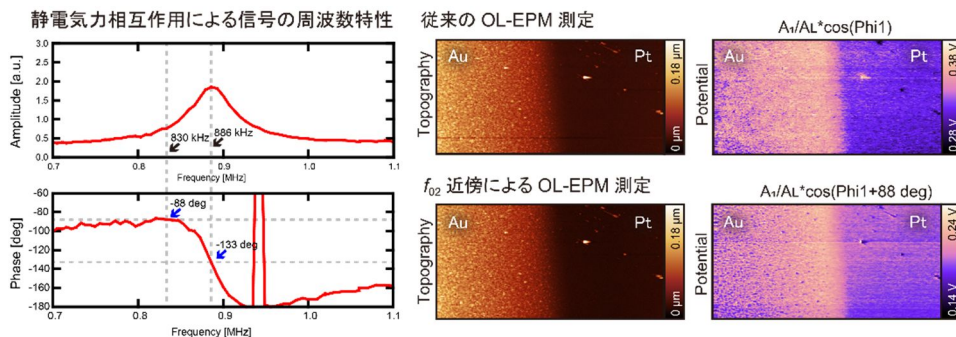 静電気力相互作用による信号の周波数特性
Amplitude [a.u.]
3.0
2.5
2.0
1.5
1.0
0.5
0.0
830 kHz
886 kHz
0.7
0.8
0.9
1.0
1.1
Frequency [MHz]
Phase [deg]
-60
-80
-100
-120
-140
-160
-180
-88 deg
-133 deg
0.7
0.8
0.9
1.0
1.1
Frequency [MHz]
従来の OL-EPM 測定
Topography
Au
Pt
0.18 μm
0 μm
A₁/AL*cos(Phi1)
Potential
Au
Pt
0.38 V
0.28 V
f02 近傍による OL-EPM 測定
Topography
Au
Pt
0.18 μm
0 μm
A₁/AL*cos(Phi1+88 deg)
Potential
Au
Pt
0.24 V
0.14 V